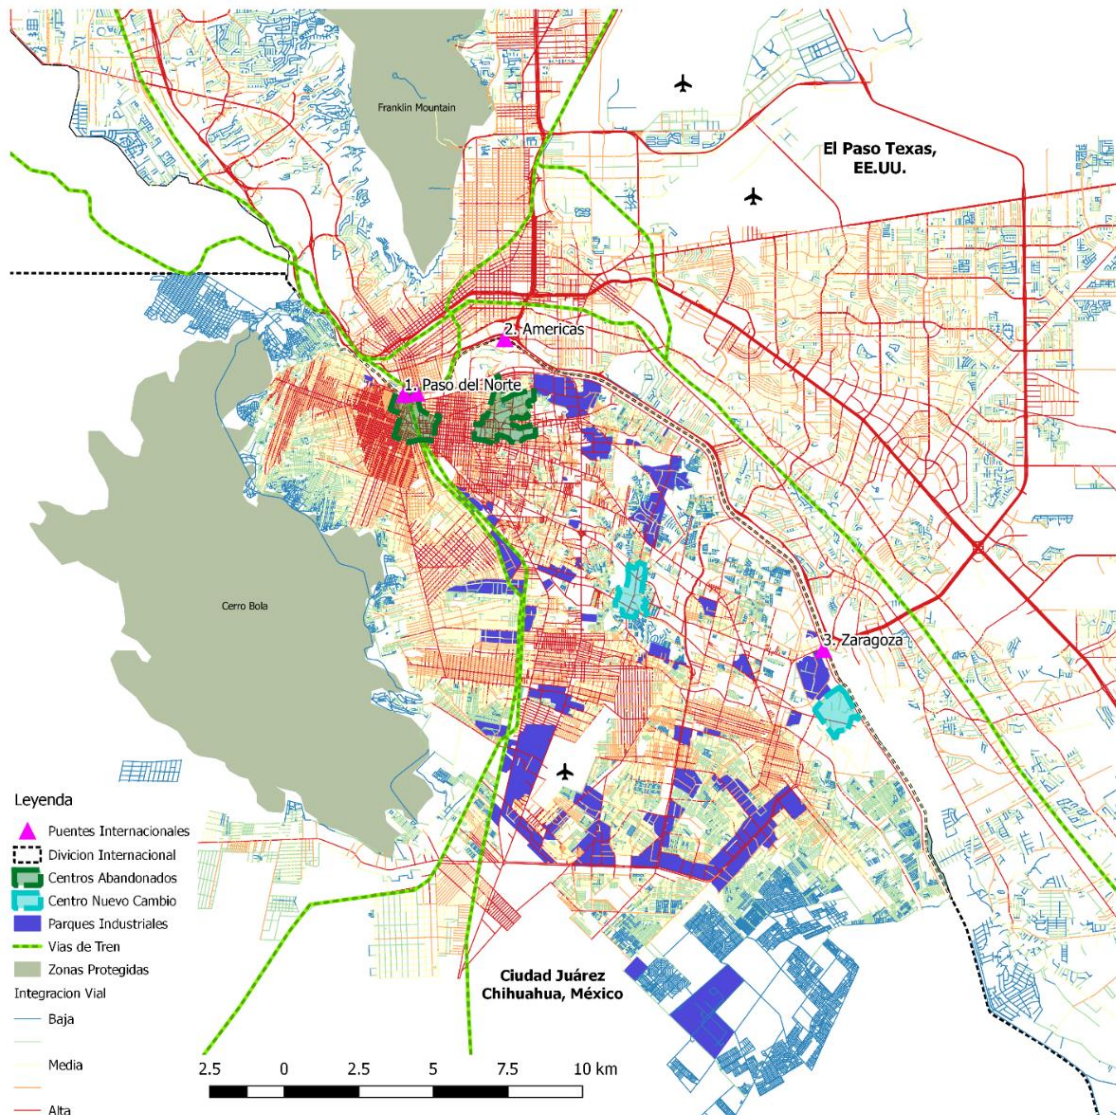 Franklin Mountain
El Paso Texas,
EE.UU.
2. Americas
1. Paso del Norte
Cerro Bola
3. Zaragoza
Leyenda
Puentes Internacionales
Divicion Internacional
Centros Abandonados
Centro Nuevo Cambio
Parques Industriales
Vias de Tren
Zonas Protegidas
Integracion Vial
Baja
Media
Alta
Ciudad Juárez
Chihuahua, México
2.5 0 2.5 5 7.5 10 km